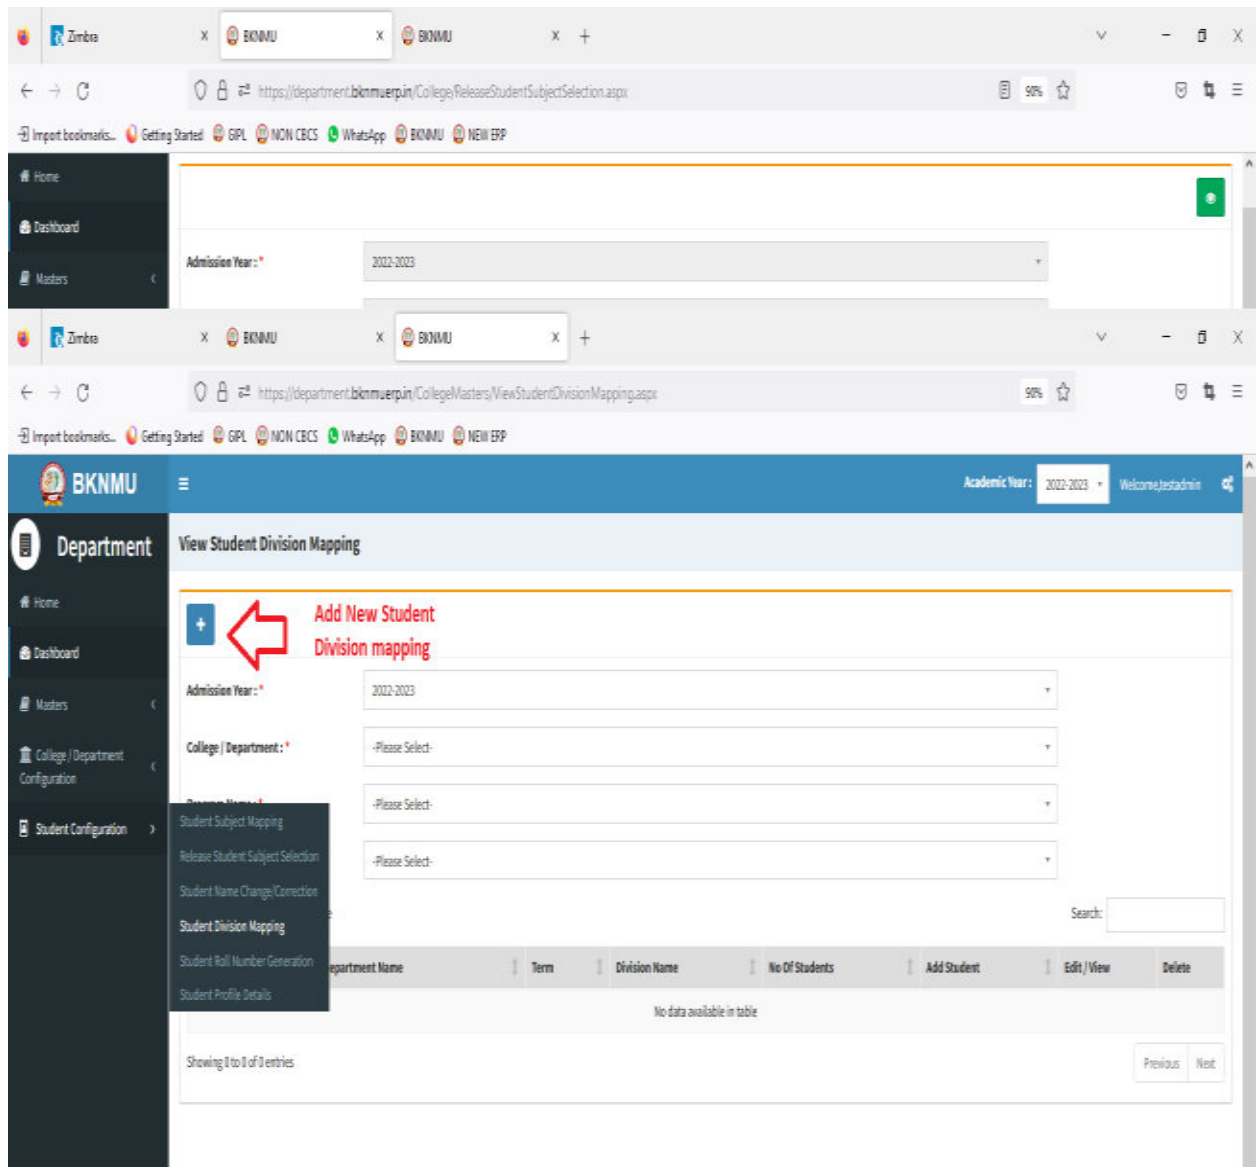 Zimbra X BKNMU X BKNMU X +
https://department.bknmuerp.in/College/ReleaseStudentSubjectSelection.aspx 90%
Import bookmarks... Getting Started GIPL NON CBCS WhatsApp BKNMU NEW ERP
Home
Dashboard
Admission Year : * 2022-2023
Masters
Zimbra X BKNMU X BKNMU X +
https://department.bknmuerp.in/CollegeMasters/ViewStudentDivisionMapping.aspx 90%
Import bookmarks... Getting Started GIPL NON CBCS WhatsApp BKNMU NEW ERP
BKNMU Academic Year : 2022-2023 Welcome,testadmin
Department View Student Division Mapping
Home
+ Add New Student
Division mapping
Dashboard
Admission Year : * 2022-2023
Masters
College / Department : * -Please Select-
College / Department
Configuration
Program Name : * -Please Select-
Student Configuration
Student Subject Mapping
Release Student Subject Selection
-Please Select-
Student Name Change/Correction
Student Division Mapping
Search:
Student Roll Number Generation
epartment Name Term Division Name No Of Students Add Student Edit / View Delete
Student Profile Details
No data available in table
Showing 0 to 0 of 0 entries
Previous Next